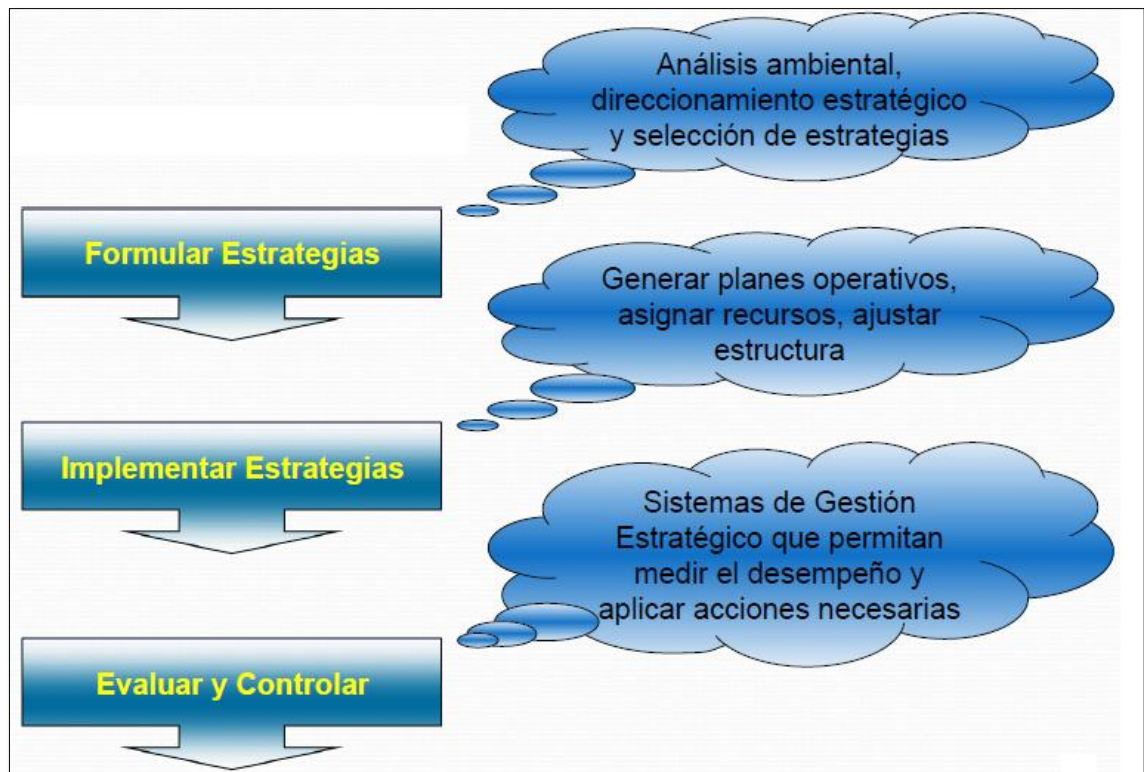 Análisis ambiental,
direccionamiento estratégico
y selección de estrategias
Formular Estrategias
Generar planes operativos,
asignar recursos, ajustar
estructura
Implementar Estrategias
Sistemas de Gestión
Estratégico que permitan
medir el desempeño y
aplicar acciones necesarias
Evaluar y Controlar